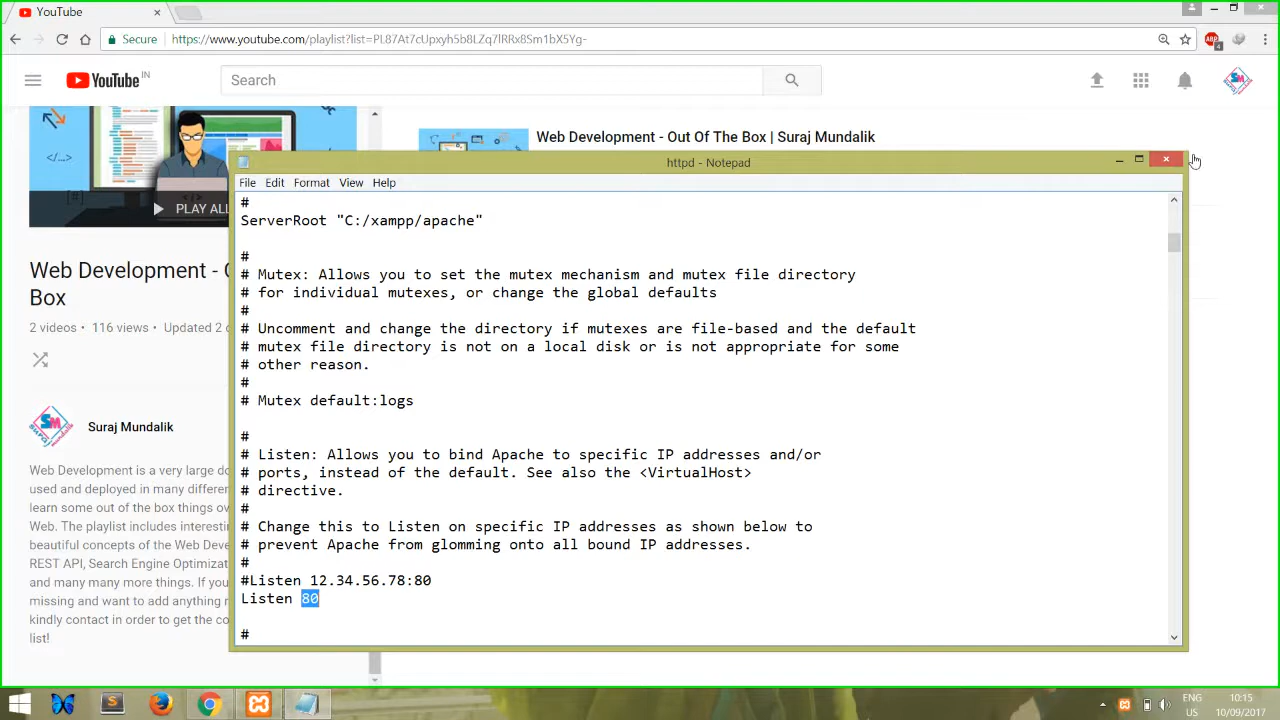 YouTube
Secure
https://www.youtube.com/playlist?list=PL87At7cUpxyh5b8LZq7lRRx8Sm1bX5Yg-
ABP
4
YouTube IN
Search
SM
Web Development - Out Of The Box | Suraj Mundalik
PLAY ALL
Web Development - O
Box
2 videos • 116 views • Updated 2 d
SM
Suraj Mundalik
Web Development is a very large do
used and deployed in many differen
learn some out of the box things ov
Web. The playlist includes interesti
beautiful concepts of the Web Deve
REST API, Search Engine Optimizat
and many many more things. If you
missing and want to add anything n
kindly contact in order to get the co
list!
httpd - Notepad
File Edit Format View Help
#
ServerRoot "C:/xampp/apache"
#
# Mutex: Allows you to set the mutex mechanism and mutex file directory
# for individual mutexes, or change the global defaults
#
# Uncomment and change the directory if mutexes are file-based and the default
# mutex file directory is not on a local disk or is not appropriate for some
# other reason.
#
# Mutex default:logs
#
# Listen: Allows you to bind Apache to specific IP addresses and/or
# ports, instead of the default. See also the <VirtualHost>
# directive.
#
# Change this to Listen on specific IP addresses as shown below to
# prevent Apache from glomming onto all bound IP addresses.
#
#Listen 12.34.56.78:80
Listen 80
#
ENG
US
10:15
10/09/2017